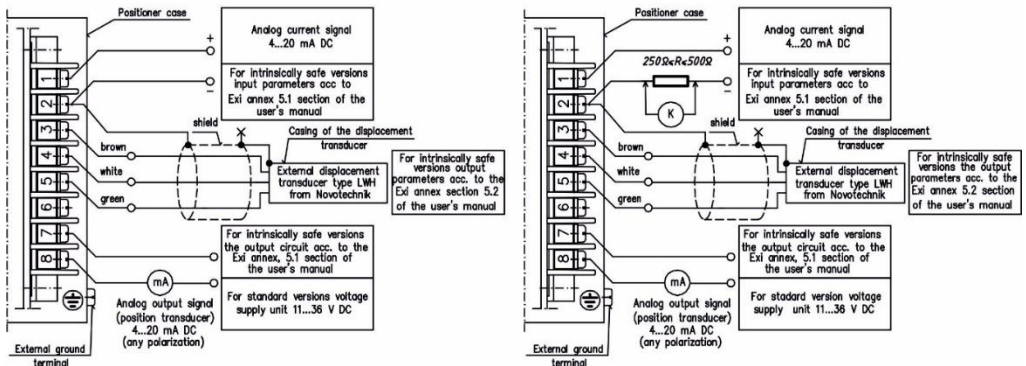 Positioner case
+
Analog current signal
4...20 mA DC
1
2
3
4
5
6
7
8
−
For intrinsically safe versions
input parameters acc to
Exi annex 5.1 section of the
user's manual
shield
Casing of the displacement
transducer
brown
white
green
External displacement
transducer type LWH
from Novotechnik
For intrinsically safe
versions output
parameters acc. to the
Exi annex section 5.2
of the user's manual
For intrinsically safe versions
the output circuit acc. to the
Exi annex, 5.1 section of
the user's manual
mA
Analog output signal
(position transducer)
4...20 mA DC
(any polarization)
For standard versions voltage
supply unit 11...36 V DC
External ground
terminal
Positioner case
+
Analog current signal
4...20 mA DC
250Ω≤R≤500Ω
1
2
3
4
5
6
7
8
−
K
For intrinsically safe versions
input parameters acc to
Exi annex 5.1 section of the
user's manual
shield
Casing of the displacement
transducer
brown
white
green
External displacement
transducer type LWH
from Novotechnik
For intrinsically safe
versions the output
parameters acc. to the
Exi annex 5.2 section
of the user's manual
For intrinsically safe versions
the output circuit acc. to the
Exi annex, 5.1 section of
the user's manual
mA
Analog output signal
(position transducer)
4...20 mA DC
(any polarization)
For stadard version voltage
supply unit 11...36 V DC
External ground
terminal